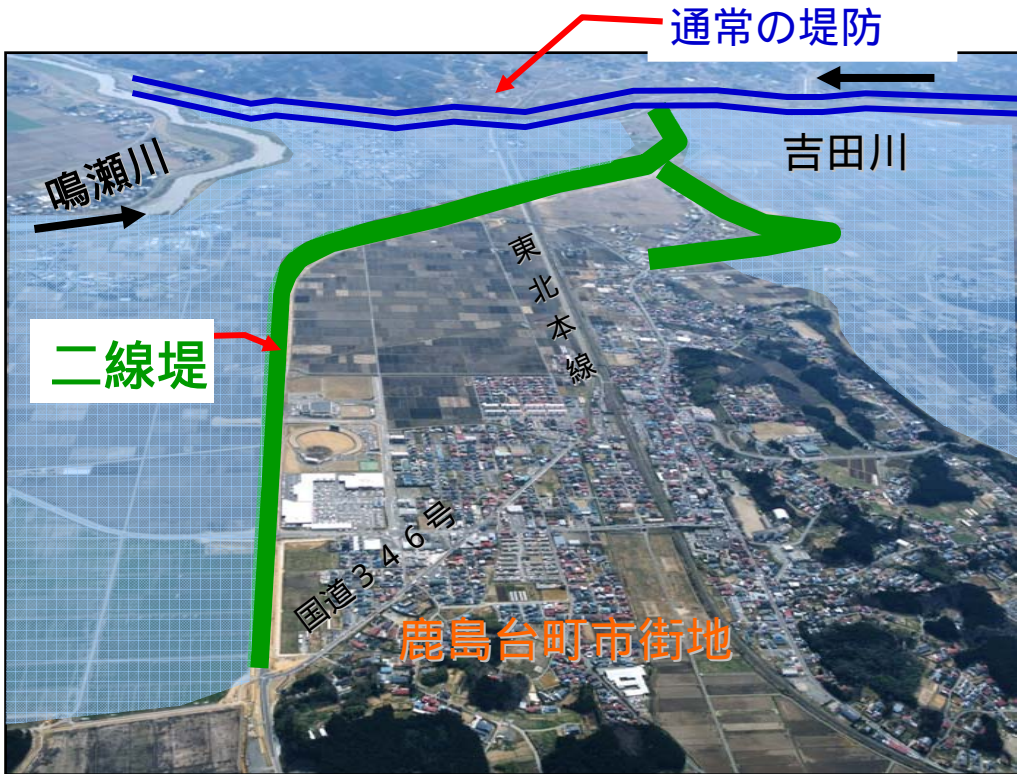 通常の堤防
吉田川
鳴瀬川
東北本線
二線堤
国道３４６号
鹿島台町市街地